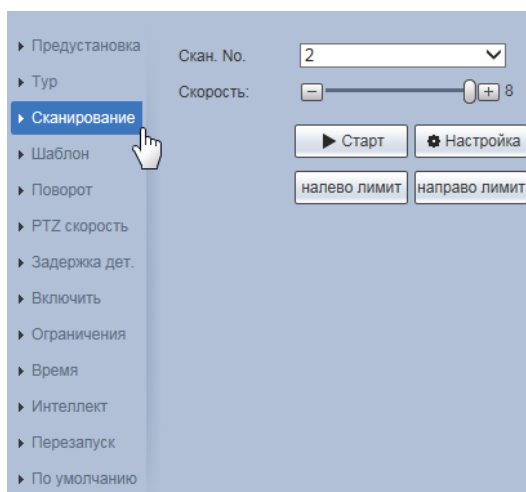 Предустановка
Тур
Сканирование
Шаблон
Поворот
PTZ скорость
Задержка дет.
Включить
Ограничения
Время
Интеллект
Перезапуск
По умолчанию
Скан. No. 2
Скорость: 8
Старт Настройка
налево лимит направо лимит